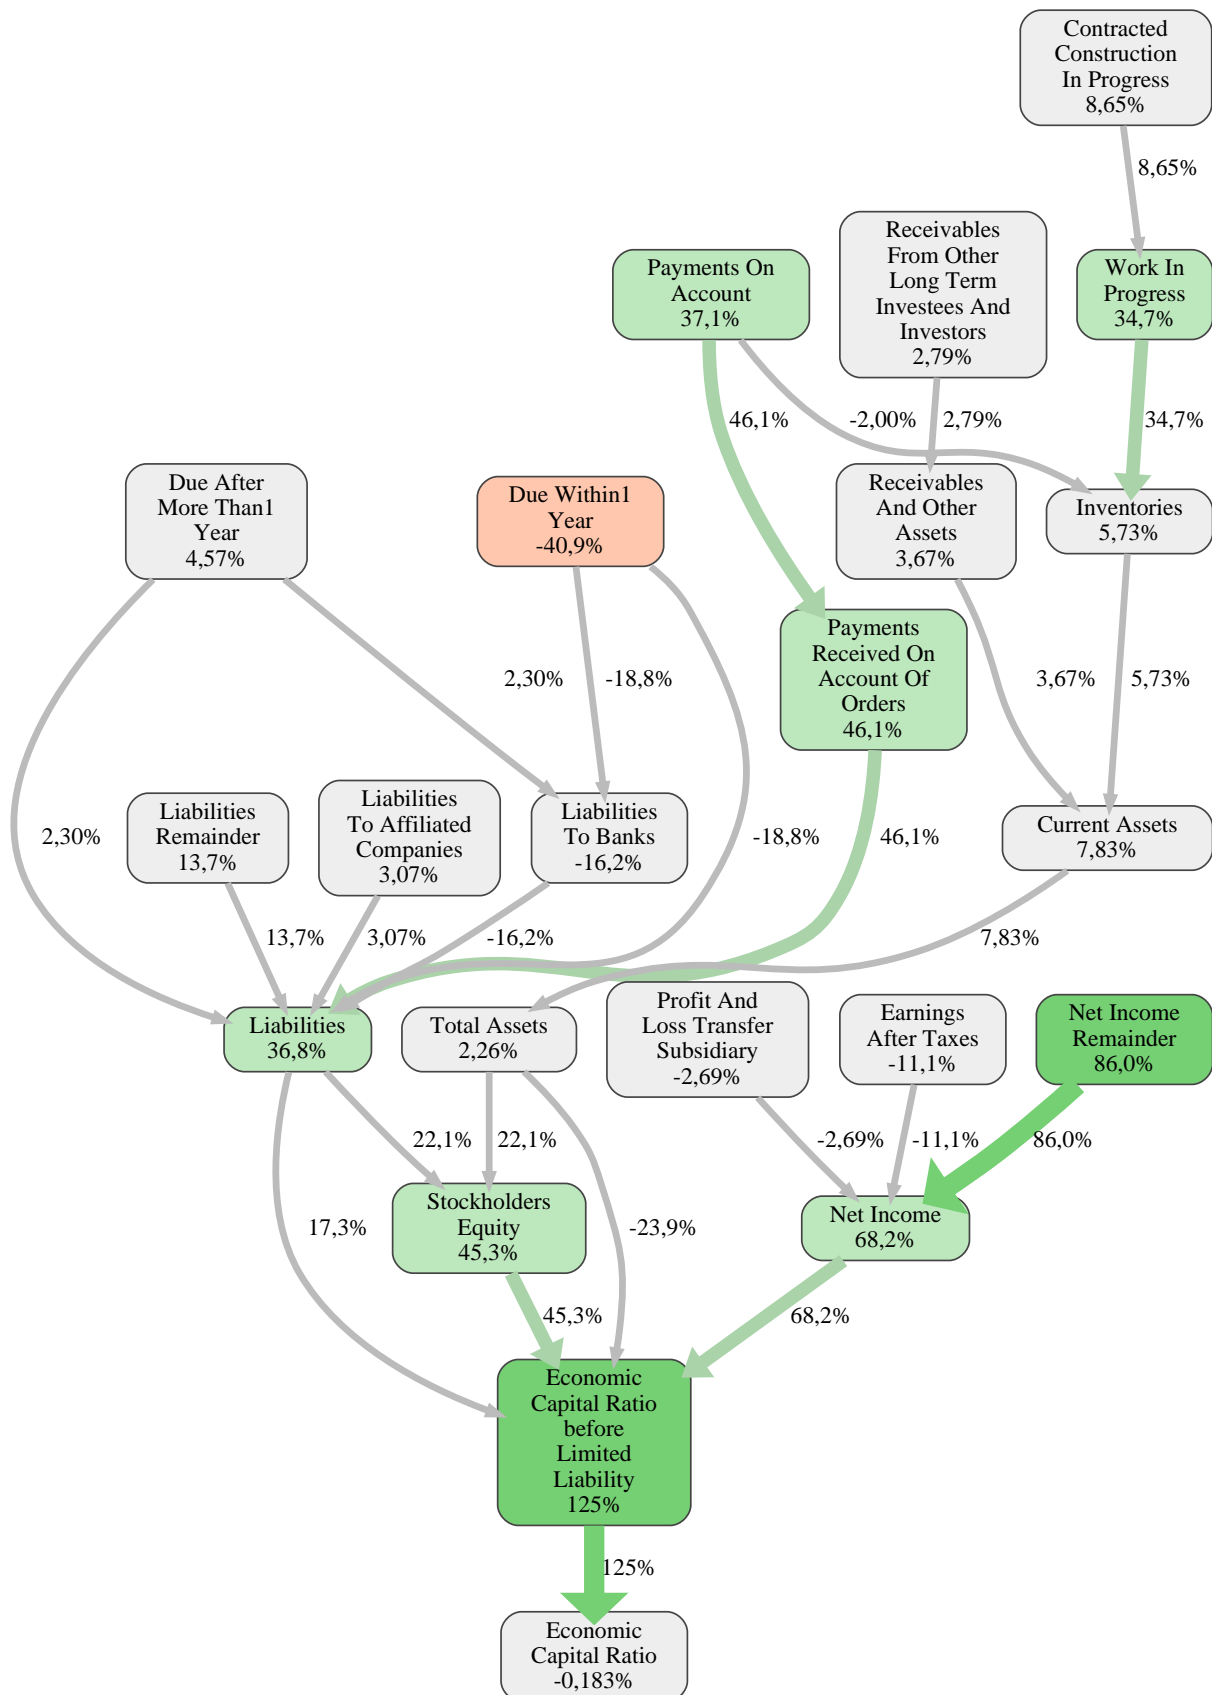 Contracted
Construction
In Progress
8,65%
8,65%
Payments On
Account
37,1%
Receivables
From Other
Long Term
Investees And
Investors
2,79%
Work In
Progress
34,7%
46,1%
-2,00%
2,79%
34,7%
Due After
More Than1
Year
4,57%
Due Within1
Year
-40,9%
Receivables
And Other
Assets
3,67%
Inventories
5,73%
Payments
Received On
Account Of
Orders
46,1%
2,30%
-18,8%
3,67%
5,73%
2,30%
Liabilities
Remainder
13,7%
Liabilities
To Affiliated
Companies
3,07%
Liabilities
To Banks
-16,2%
-18,8%
46,1%
Current Assets
7,83%
13,7%
3,07%
-16,2%
7,83%
Liabilities
36,8%
Total Assets
2,26%
Profit And
Loss Transfer
Subsidiary
-2,69%
Earnings
After Taxes
-11,1%
Net Income
Remainder
86,0%
22,1%
22,1%
-2,69%
-11,1%
86,0%
17,3%
Stockholders
Equity
45,3%
-23,9%
Net Income
68,2%
45,3%
68,2%
Economic
Capital Ratio
before
Limited
Liability
125%
125%
Economic
Capital Ratio
-0,183%